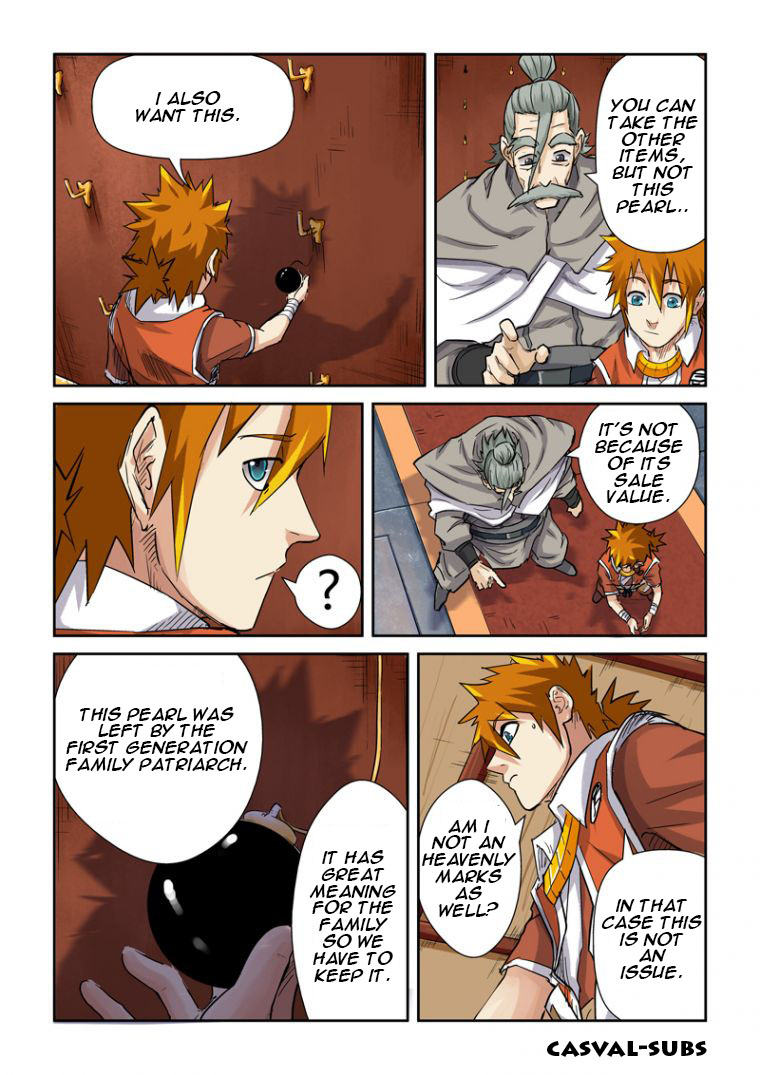 I ALSO
WANT THIS.
YOU CAN
TAKE THE
OTHER
ITEMS,
BUT NOT
THIS
PEARL..
?
IT'S NOT
BECAUSE
OF ITS
SALE
VALUE.
THIS PEARL WAS
LEFT BY THE
FIRST GENERATION
FAMILY PATRIARCH.
IT HAS
GREAT
MEANING
FOR THE
FAMILY
SO WE
HAVE TO
KEEP IT.
AM I
NOT AN
HEAVENLY
MARKS
AS
WELL?
IN THAT
CASE THIS
IS NOT
AN
ISSUE.
CASVAL-SUBS